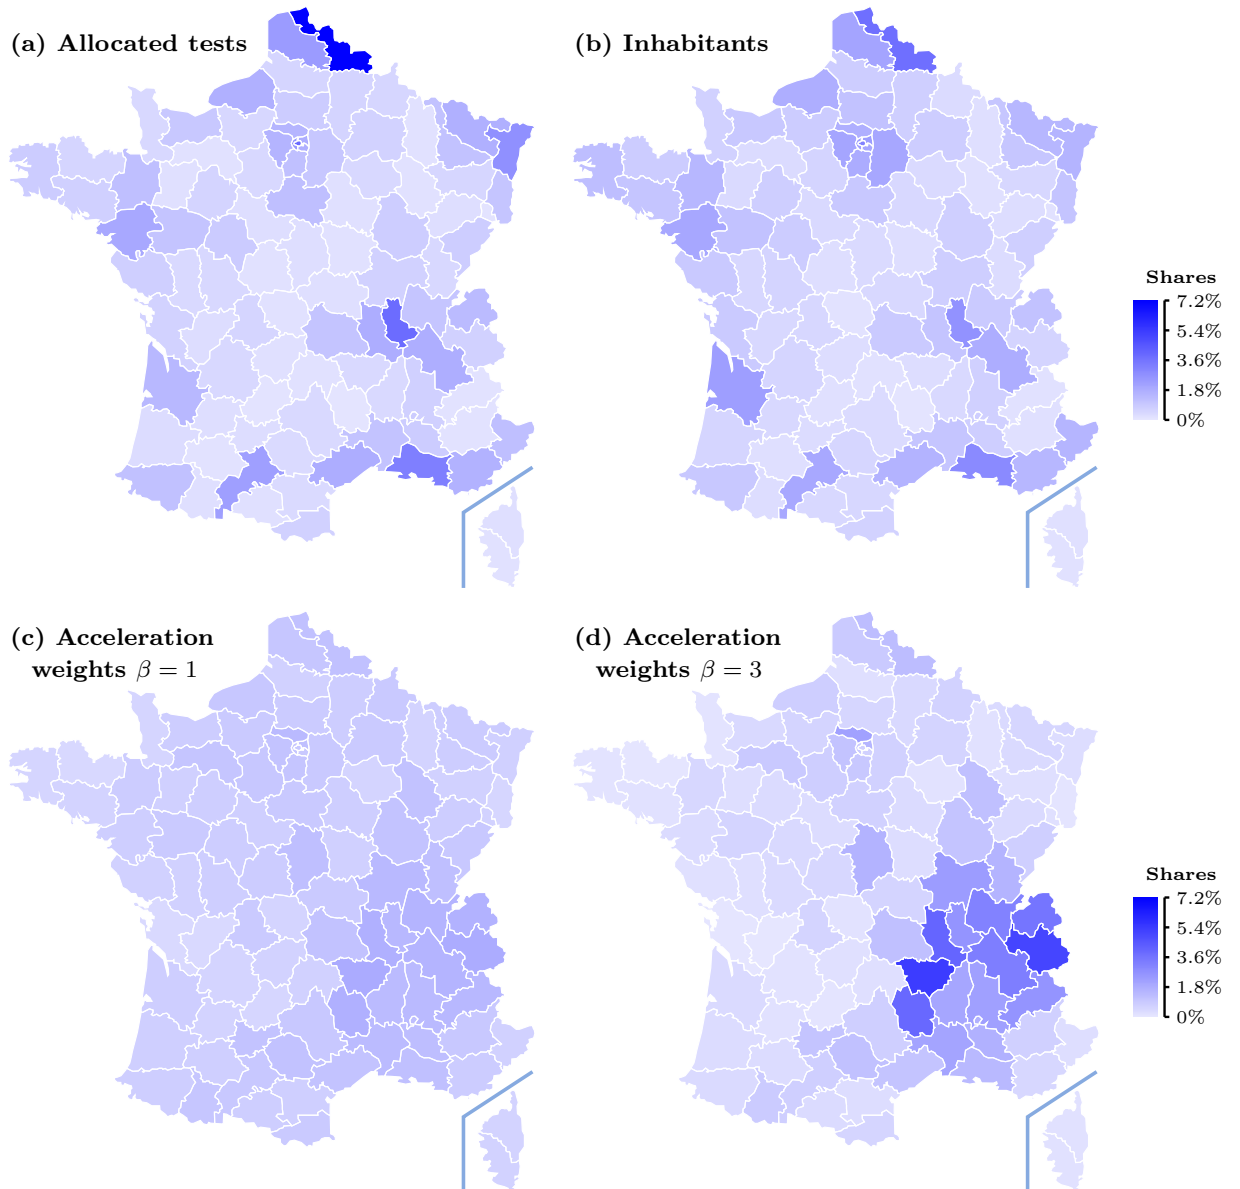 (a) Allocated tests
(b) Inhabitants
Shares
7.2%
5.4%
3.6%
1.8%
0%
(c) Acceleration
weights β = 1
(d) Acceleration
weights β = 3
Shares
7.2%
5.4%
3.6%
1.8%
0%